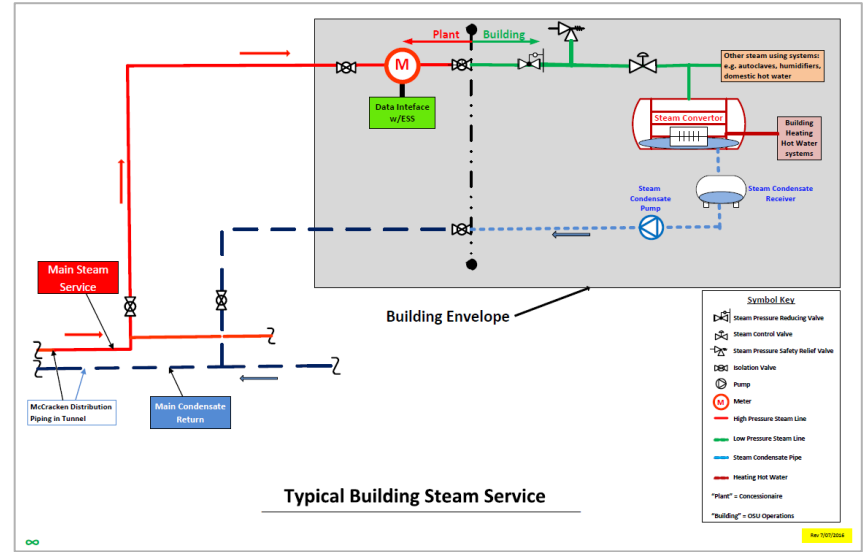 Plant
Building
M
Data Inteface
w/ESS
Other steam using systems:
e.g. autoclaves, humidifiers,
domestic hot water
Steam Convertor
Building
Heating
Hot Water
systems
Steam
Condensate
Pump
Steam Condensate
Receiver
Main Steam
Service
Building Envelope
McCracken Distribution
Piping in Tunnel
Main Condensate
Return
Symbol Key
Steam Pressure Reducing Valve
Steam Control Valve
Steam Pressure Safety Relief Valve
Isolation Valve
Pump
M
Meter
High Pressure Steam Line
Low Pressure Steam Line
Steam Condensate Pipe
Heating Hot Water
"Plant" = Concessionaire
"Building" = OSU Operations
Typical Building Steam Service
Rev 7/07/2016